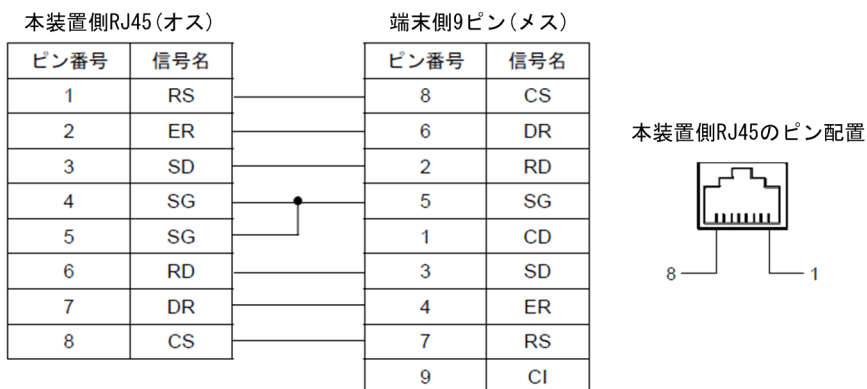 本装置側RJ45(オス) 端末側9ピン(メス)
ピン番号 信号名 ピン番号 信号名
1 RS 8 CS
2 ER 6 DR
本装置側RJ45のピン配置
3 SD 2 RD
4 SG 5 SG
5 SG 1 CD
6 RD 3 SD
8 1
7 DR 4 ER
8 CS 7 RS
9 CI